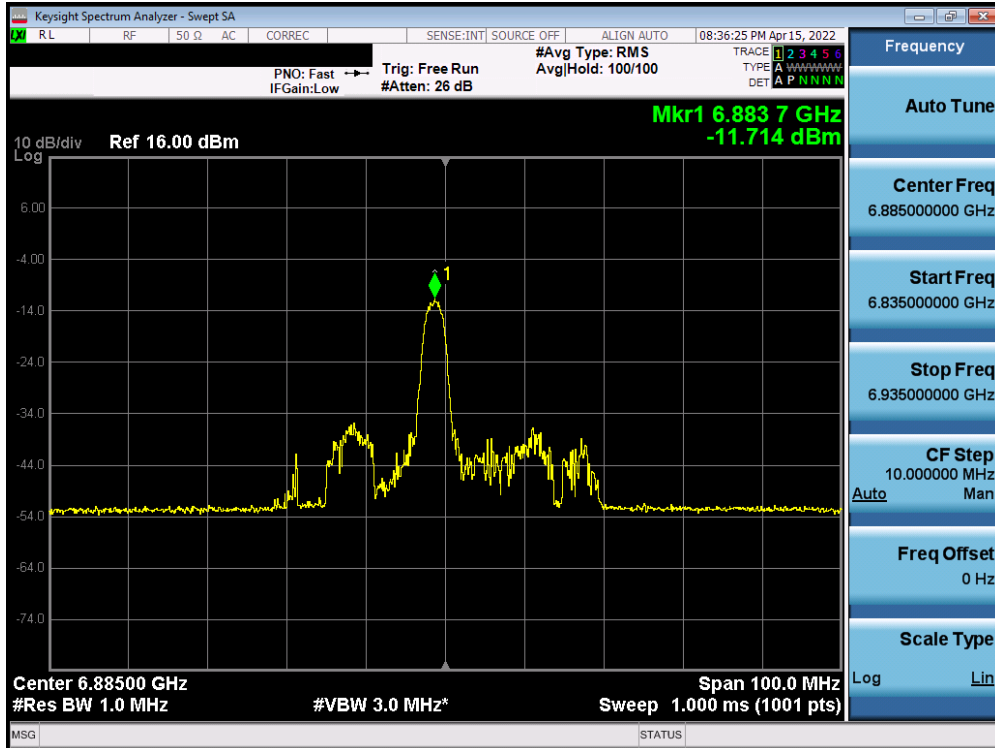 Keysight Spectrum Analyzer - Swept SA
LXI RL RF 50 Ω AC CORREC SENSE:INT SOURCE OFF ALIGN AUTO 08:36:25 PM Apr 15, 2022
#Avg Type: RMS TRACE 1 2 3 4 5 6
PNO: Fast Trig: Free Run Avg|Hold: 100/100 TYPE A WWWWW
IFGain:Low #Atten: 26 dB DET A P N N N N
Mkr1 6.883 7 GHz
-11.714 dBm
10 dB/div Ref 16.00 dBm
Log
6.00
-4.00
1
-14.0
-24.0
-34.0
-44.0
-54.0
-64.0
-74.0
Center 6.88500 GHz Span 100.0 MHz
#Res BW 1.0 MHz #VBW 3.0 MHz* Sweep 1.000 ms (1001 pts)
MSG STATUS
Frequency
Auto Tune
Center Freq
6.885000000 GHz
Start Freq
6.835000000 GHz
Stop Freq
6.935000000 GHz
CF Step
10.000000 MHz
Auto Man
Freq Offset
0 Hz
Scale Type
Log Lin